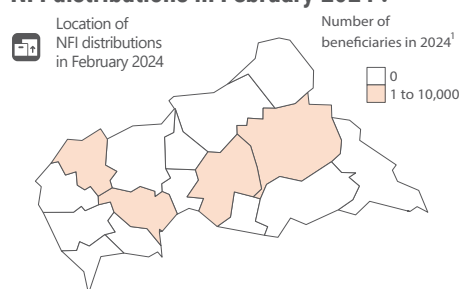 NFI distributions in February 2024 :
Location of
NFI distributions
in February 2024
Number of
beneficiaries in 2024¹
0
1 to 10,000